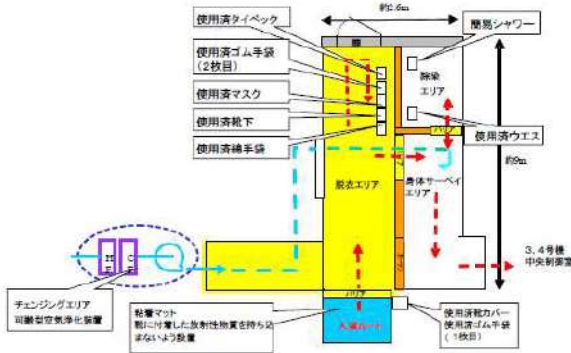 約2.6m
使用済タイベック
簡易シャワー
使用済ゴム手袋
(2枚目)
除染
エリア
使用済マスク
使用済靴下
使用済ウエス
使用済綿手袋
バリア
約9m
脱衣エリア
身体サーベイ
エリア
3、4号機
中央制御室
チェンジングエリア
可搬型空気浄化装置
バリア
粘着マット
靴に付着した放射性物質を持ち込
まないよう設置
使用済靴カバー
使用済ゴム手袋
(1枚目)